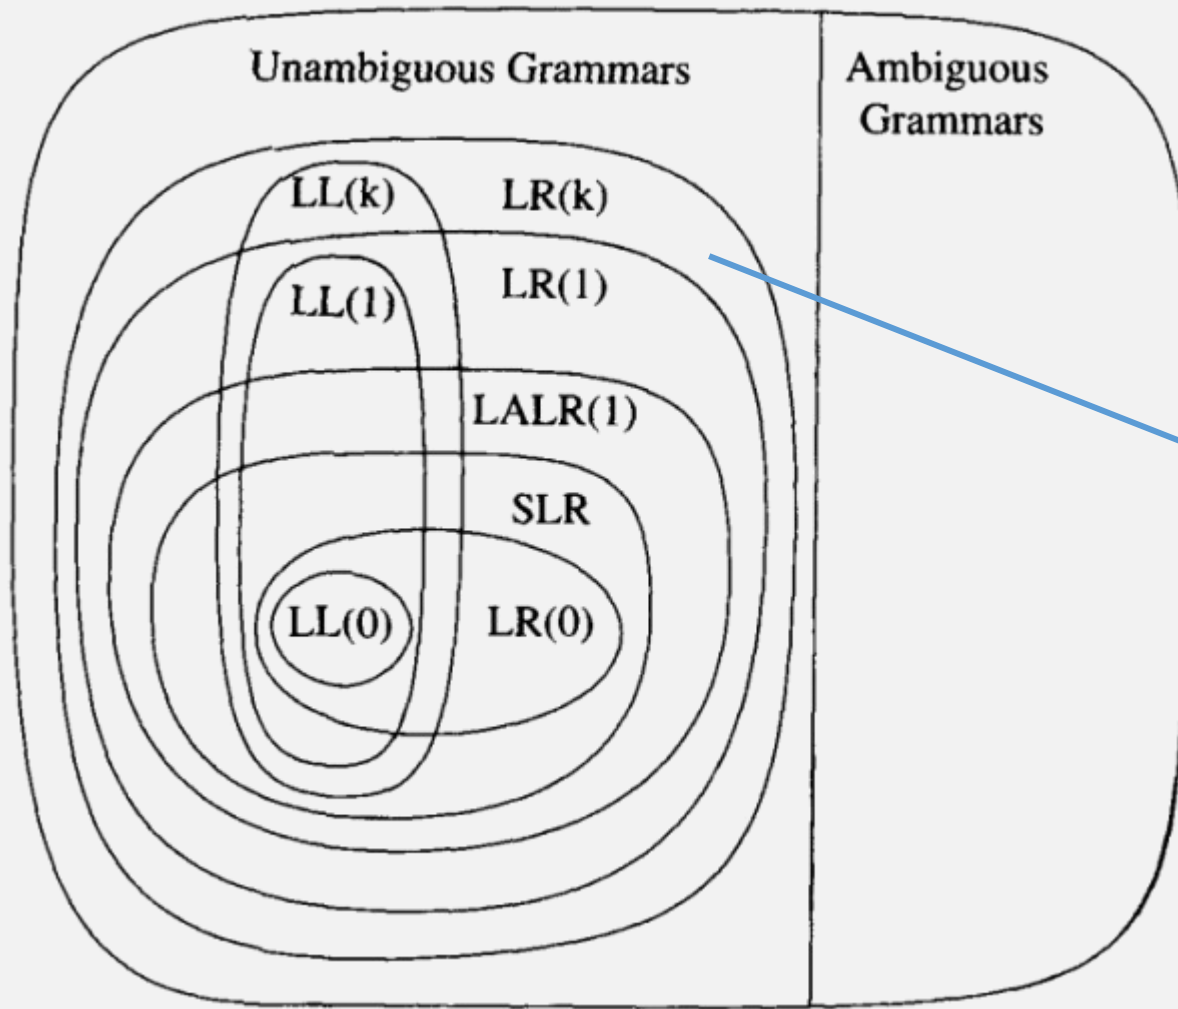 Unambiguous Grammars
Ambiguous
Grammars
LL(k)
LR(k)
LL(1)
LR(1)
LALR(1)
SLR
LL(0)
LR(0)